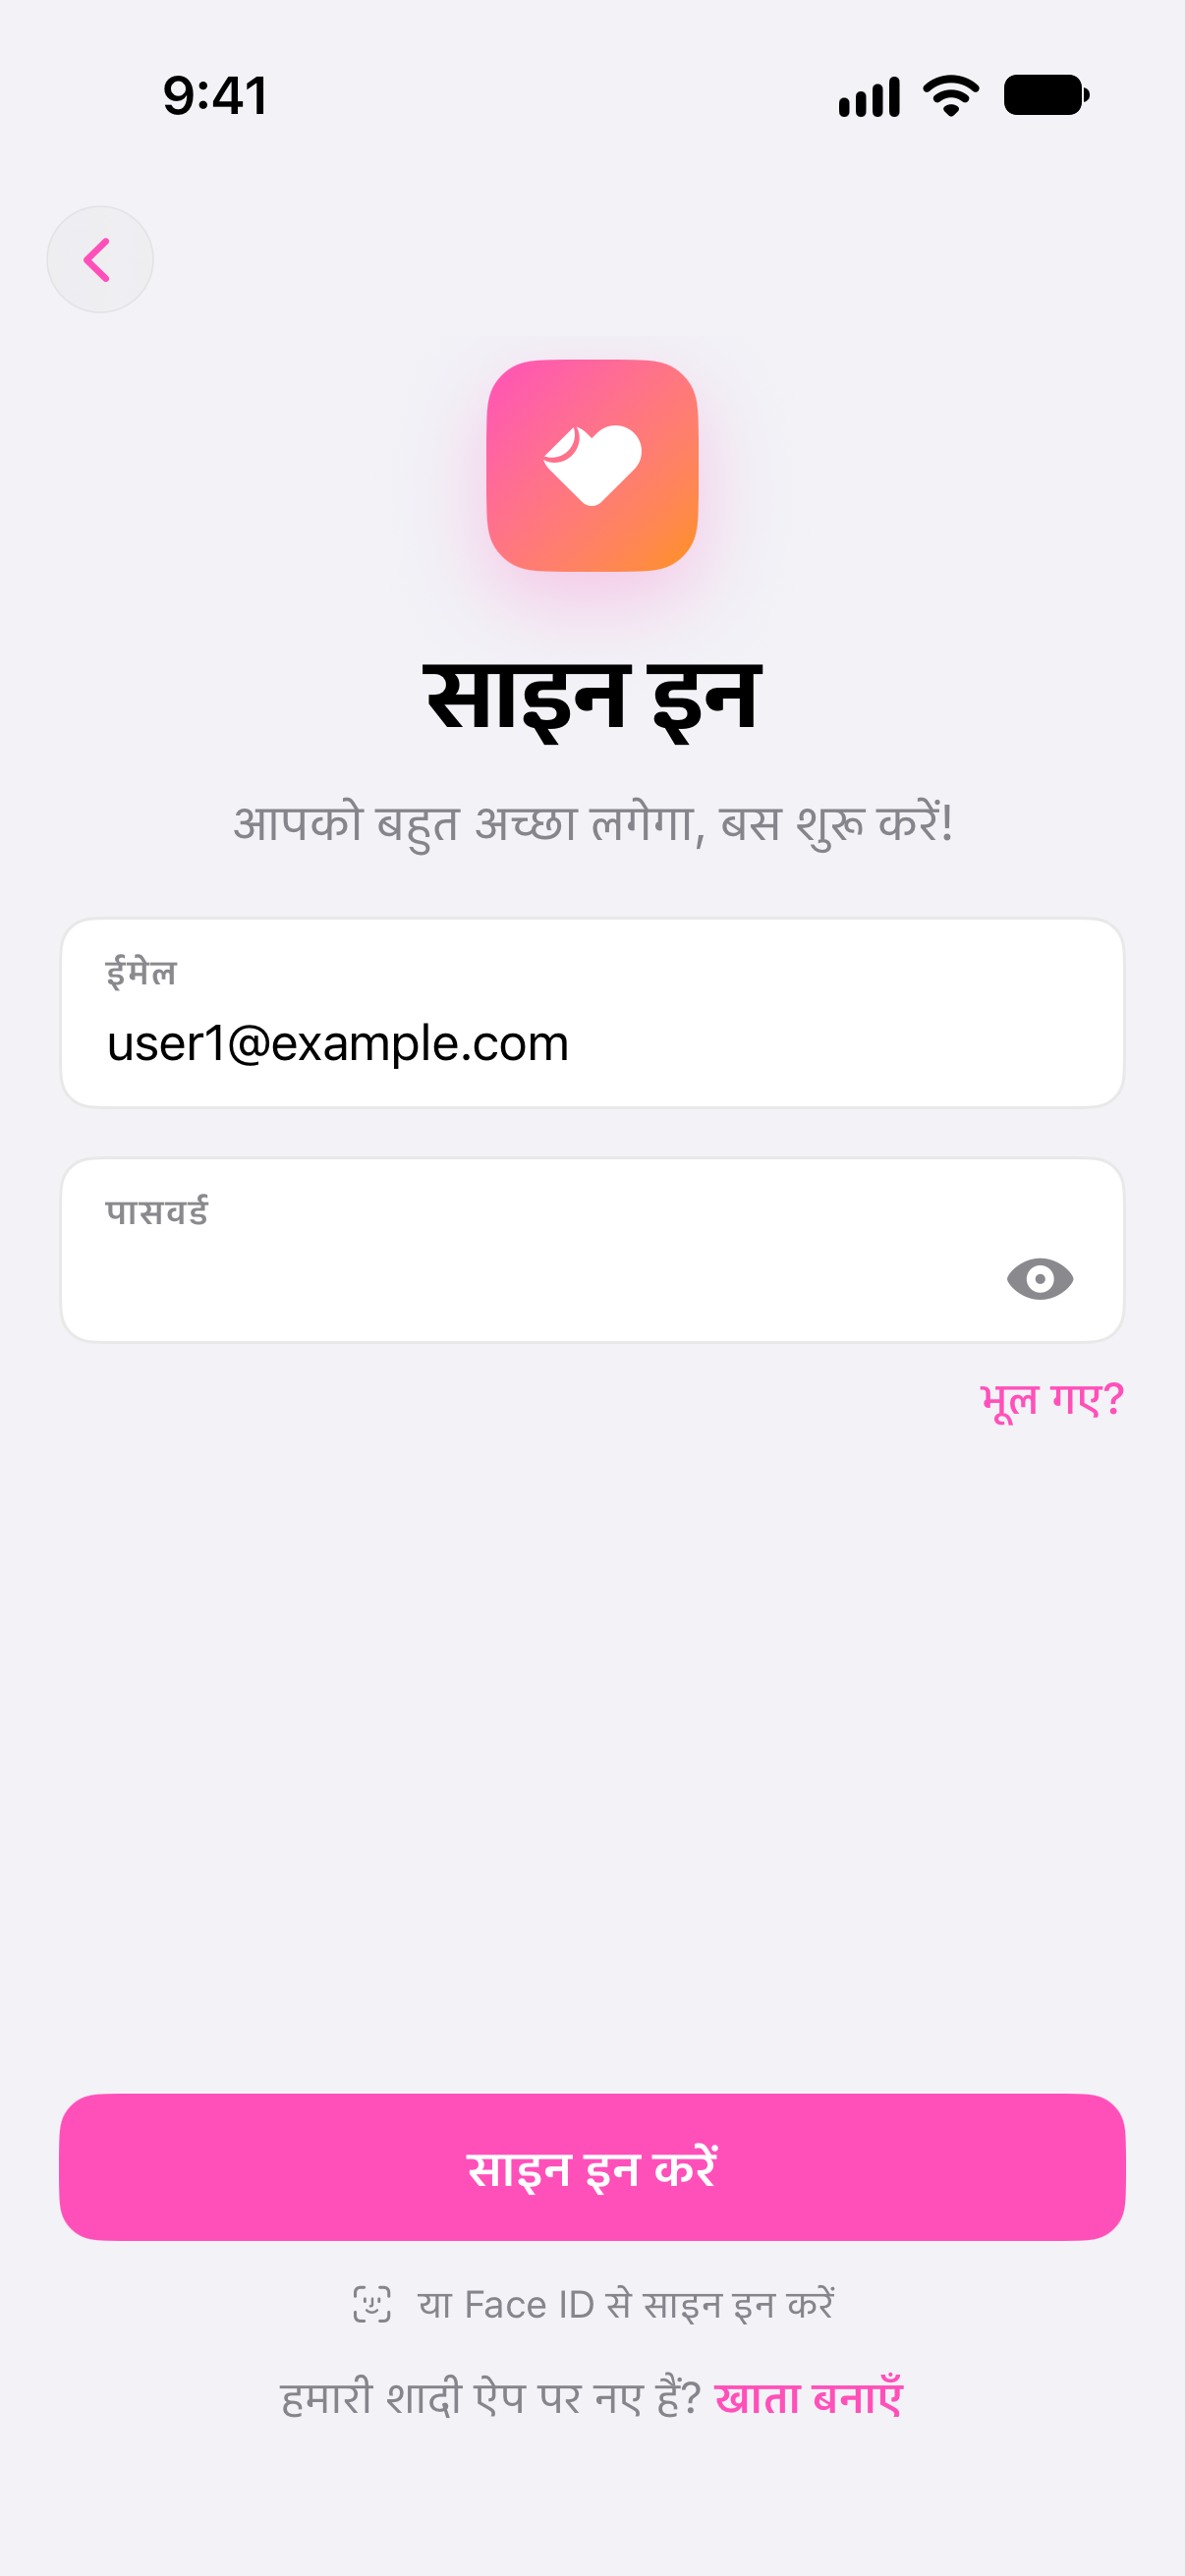 9:41
साइन इन
आपको बहुत अच्छा लगेगा, बस शुरू करें!
ईमेल
user1@example.com
पासवर्ड
भूल गए?
साइन इन करें
या Face ID से साइन इन करें
हमारी शादी ऐप पर नए हैं? खाता बनाएँ